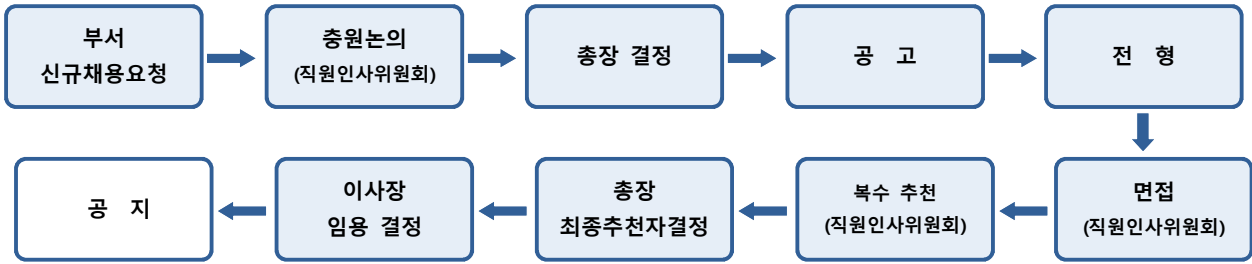 부서
신규채용요청
충원논의
(직원인사위원회)
총장 결정
공 고
전 형
면접
(직원인사위원회)
복수 추천
(직원인사위원회)
총장
최종추천자결정
이사장
임용 결정
공 지